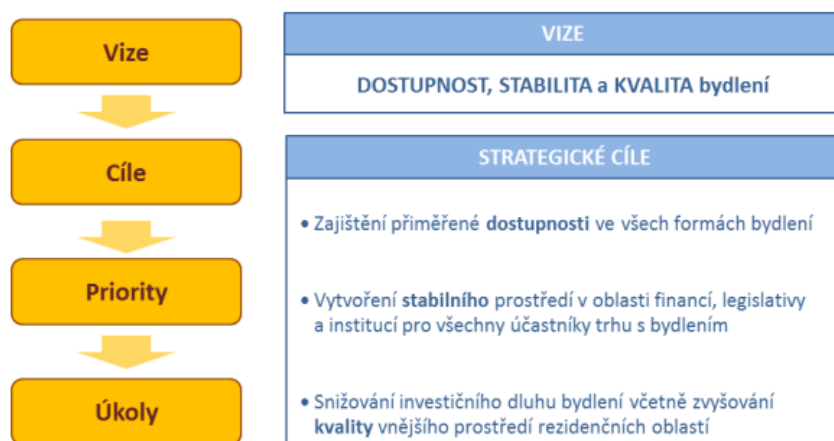 Vize
Cíle
Priority
Úkoly
VIZE
DOSTUPNOST, STABILITA a KVALITA bydlení
STRATEGICKÉ CÍLE
• Zajištění přiměřené dostupnosti ve všech formách bydlení
• Vytvoření stabilního prostředí v oblasti financí, legislativy
a institucí pro všechny účastníky trhu s bydlením
• Snižování investičního dluhu bydlení včetně zvyšování
kvality vnějšího prostředí rezidenčních oblastí